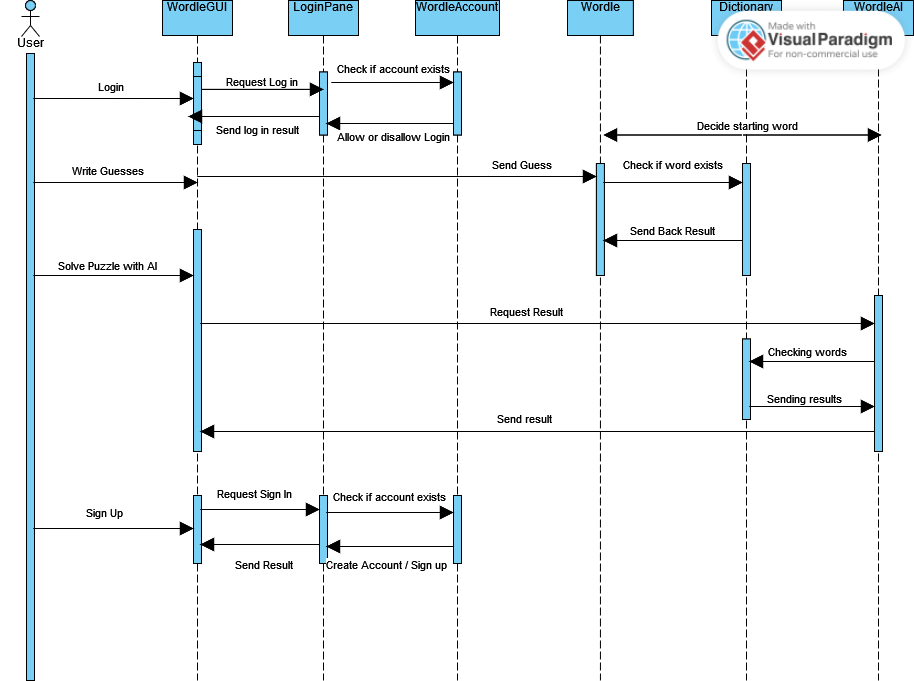 WordleGUI
LoginPane
WordleAccount
Wordle
Dictionary
WordleAI
Made with
VisualParadigm
For non-commercial use
User
Check if account exists
Request Log in
Login
Send log in result
Allow or disallow Login
Decide starting word
Write Guesses
Send Guess
Check if word exists
Send Back Result
Solve Puzzle with AI
Request Result
Checking words
Sending results
Send result
Request Sign In
Check if account exists
Sign Up
Send Result
Create Account / Sign up